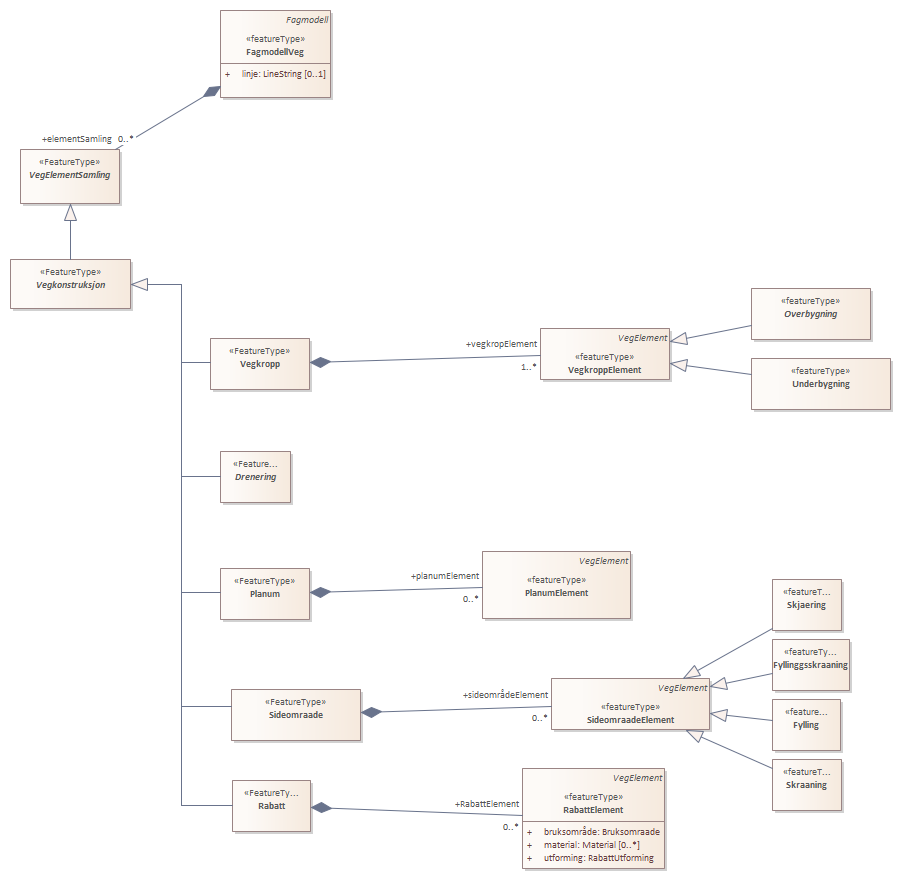 Fagmodell
«featureType»
FagmodellVeg
+ linje: LineString [0..1]
+elementSamling 0..*
«FeatureType»
VegElementSamling
«FeatureType»
Vegkonstruksjon
«FeatureType»
Vegkropp
+vegkropElement
1..*
VegElement
«featureType»
VegkroppElement
«featureType»
Overbygning
«featureType»
Underbygning
«Feature...
Drenering
«FeatureType»
Planum
+planumElement
0..*
VegElement
«featureType»
PlanumElement
«FeatureType»
Sideomraade
+sideområdeElement
0..*
VegElement
«featureType»
SideomraadeElement
«featureT...
Skjaering
«featureTy...
Fyllinggsskraaning
«feature...
Fylling
«featureT...
Skraaning
«FeatureTy...
Rabatt
+RabattElement
0..*
VegElement
«featureType»
RabattElement
+ bruksområde: Bruksomraade
+ material: Material [0..*]
+ utforming: RabattUtforming